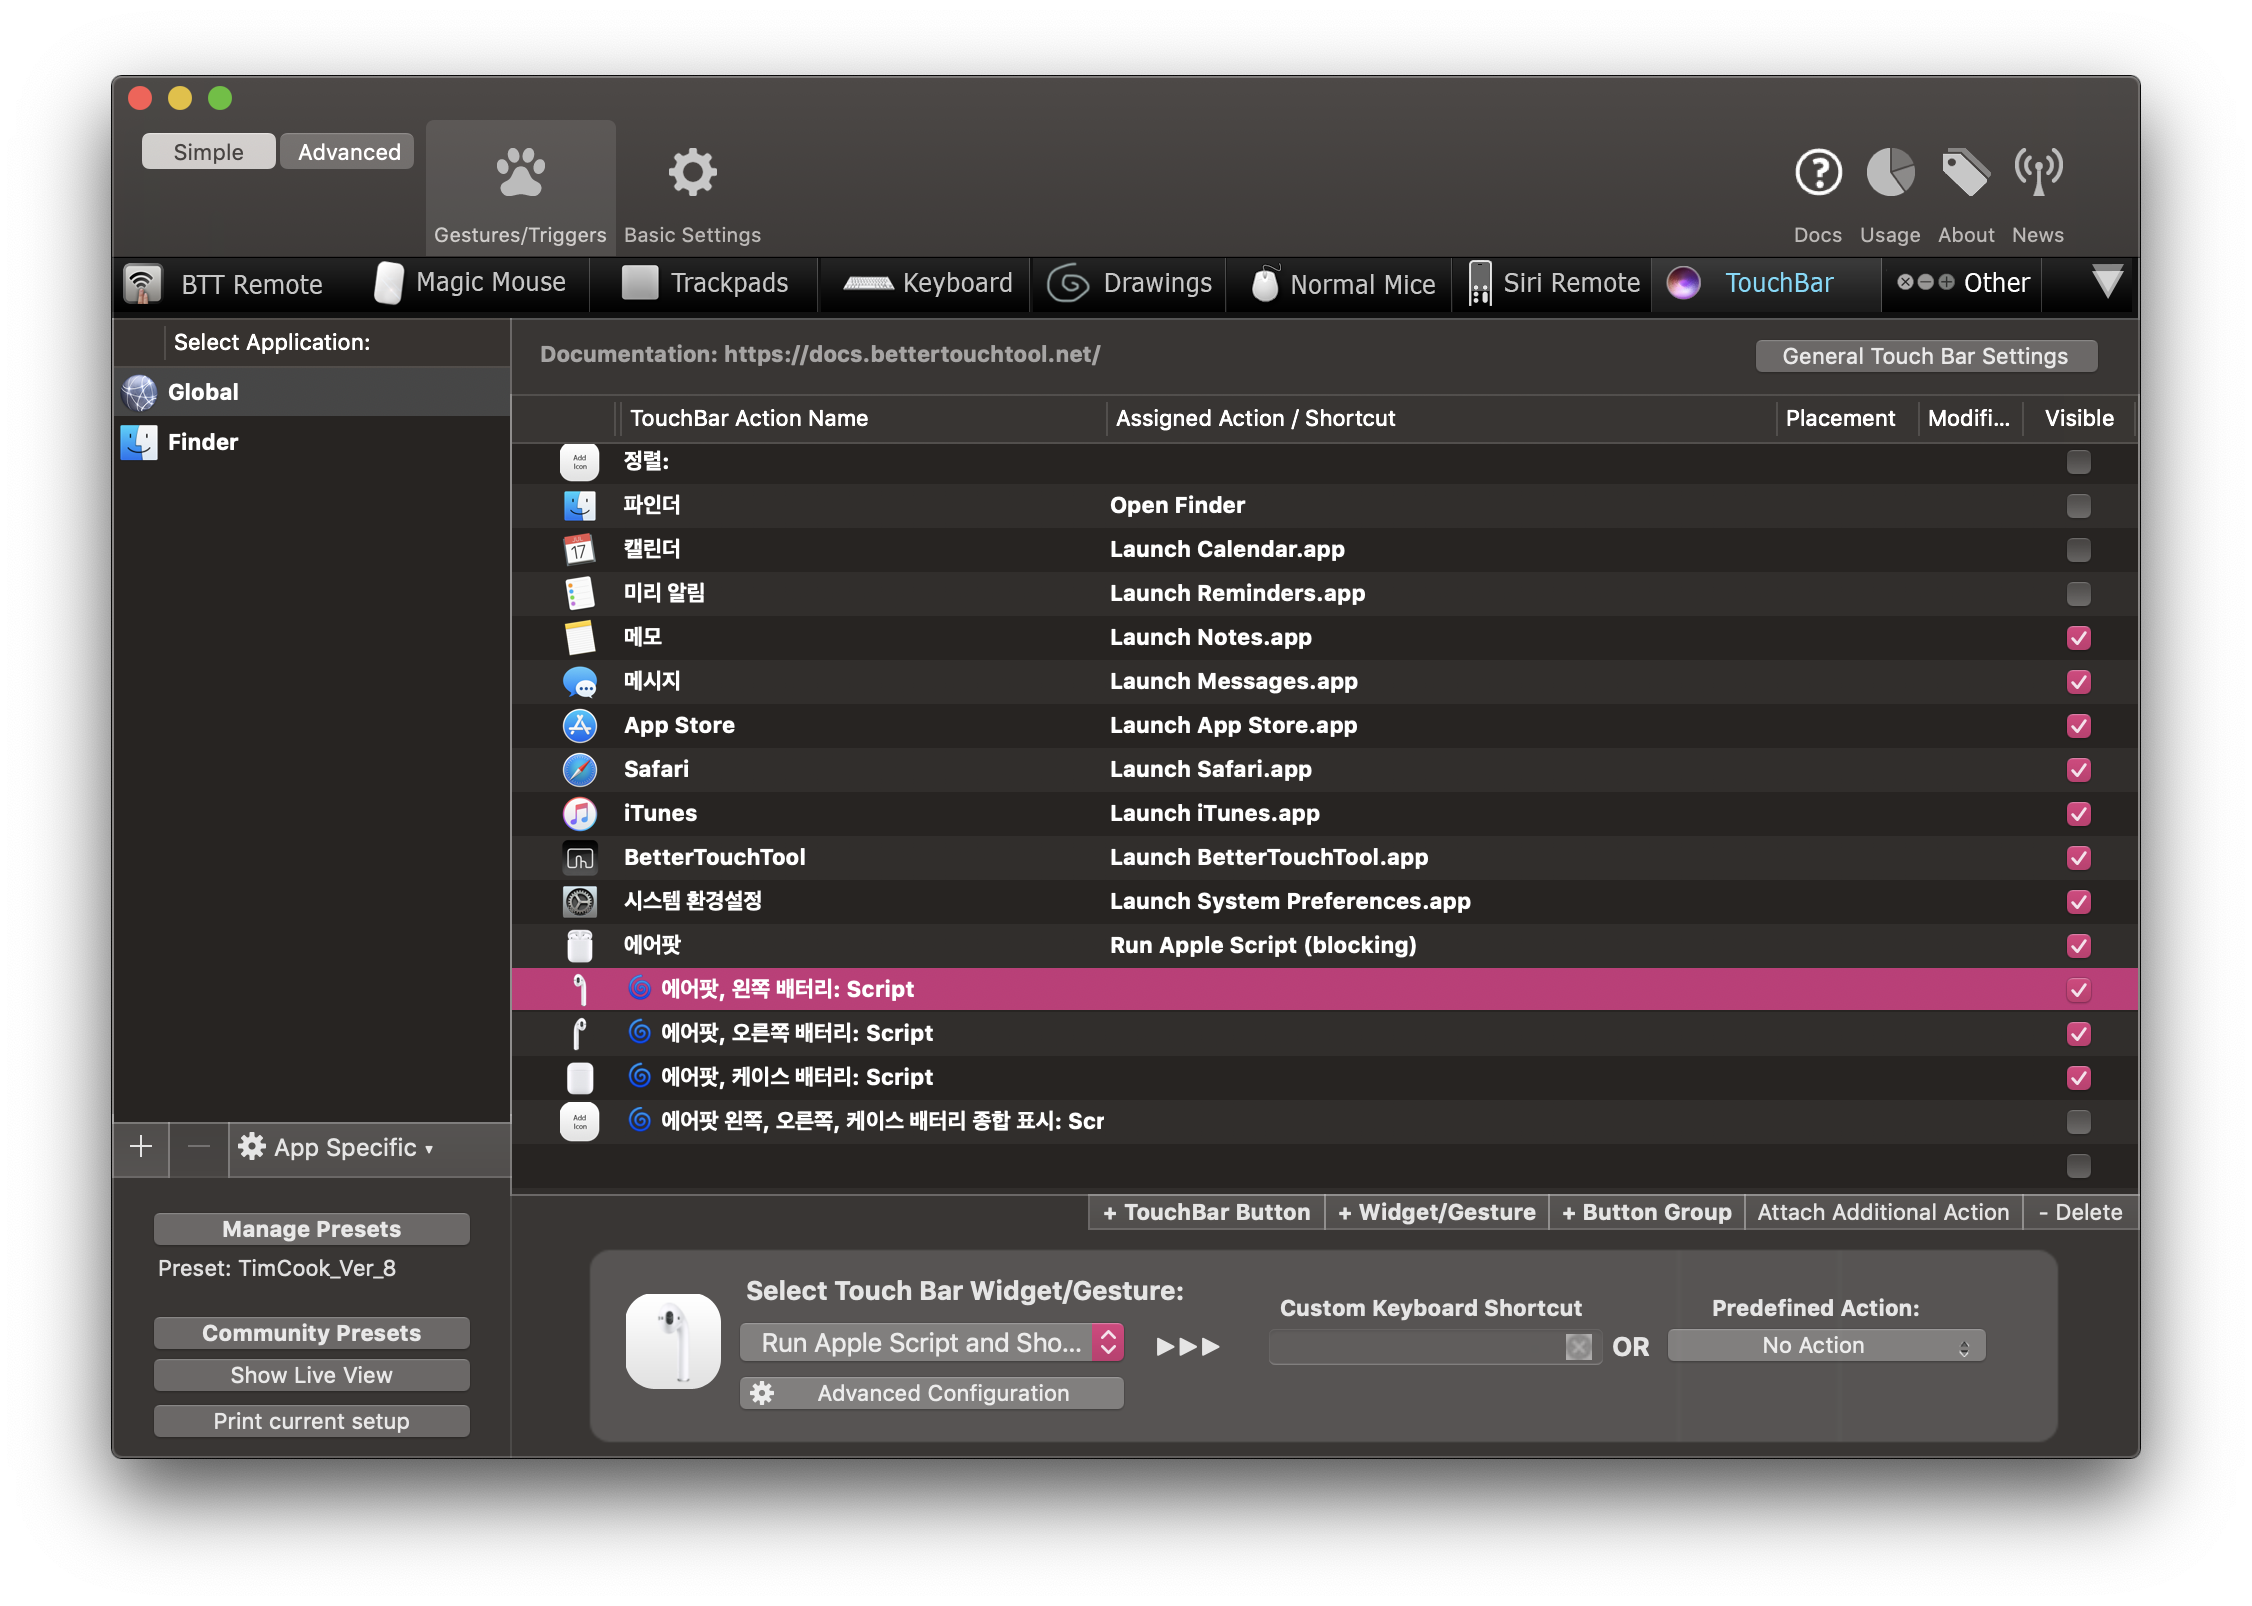 Simple
Advanced
Gestures/Triggers
Basic Settings
Docs
Usage
About
News
BTT Remote
Magic Mouse
Trackpads
Keyboard
Drawings
Normal Mice
Siri Remote
TouchBar
Other
Select Application:
Global
Finder
Documentation: https://docs.bettertouchtool.net/
General Touch Bar Settings
TouchBar Action Name
Assigned Action / Shortcut
Placement
Modifi...
Visible
Add Icon
정렬:
파인더
Open Finder
JUL
17
캘린더
Launch Calendar.app
미리 알림
Launch Reminders.app
메모
Launch Notes.app
메시지
Launch Messages.app
App Store
Launch App Store.app
Safari
Launch Safari.app
iTunes
Launch iTunes.app
BetterTouchTool
Launch BetterTouchTool.app
시스템 환경설정
Launch System Preferences.app
에어팟
Run Apple Script (blocking)
에어팟, 왼쪽 배터리: Script
에어팟, 오른쪽 배터리: Script
에어팟, 케이스 배터리: Script
Add Icon
에어팟 왼쪽, 오른쪽, 케이스 배터리 종합 표시: Scr
App Specific
+ TouchBar Button
+ Widget/Gesture
+ Button Group
Attach Additional Action
- Delete
Manage Presets
Preset: TimCook_Ver_8
Community Presets
Show Live View
Print current setup
Select Touch Bar Widget/Gesture:
Run Apple Script and Sho...
Advanced Configuration
Custom Keyboard Shortcut
OR
Predefined Action:
No Action